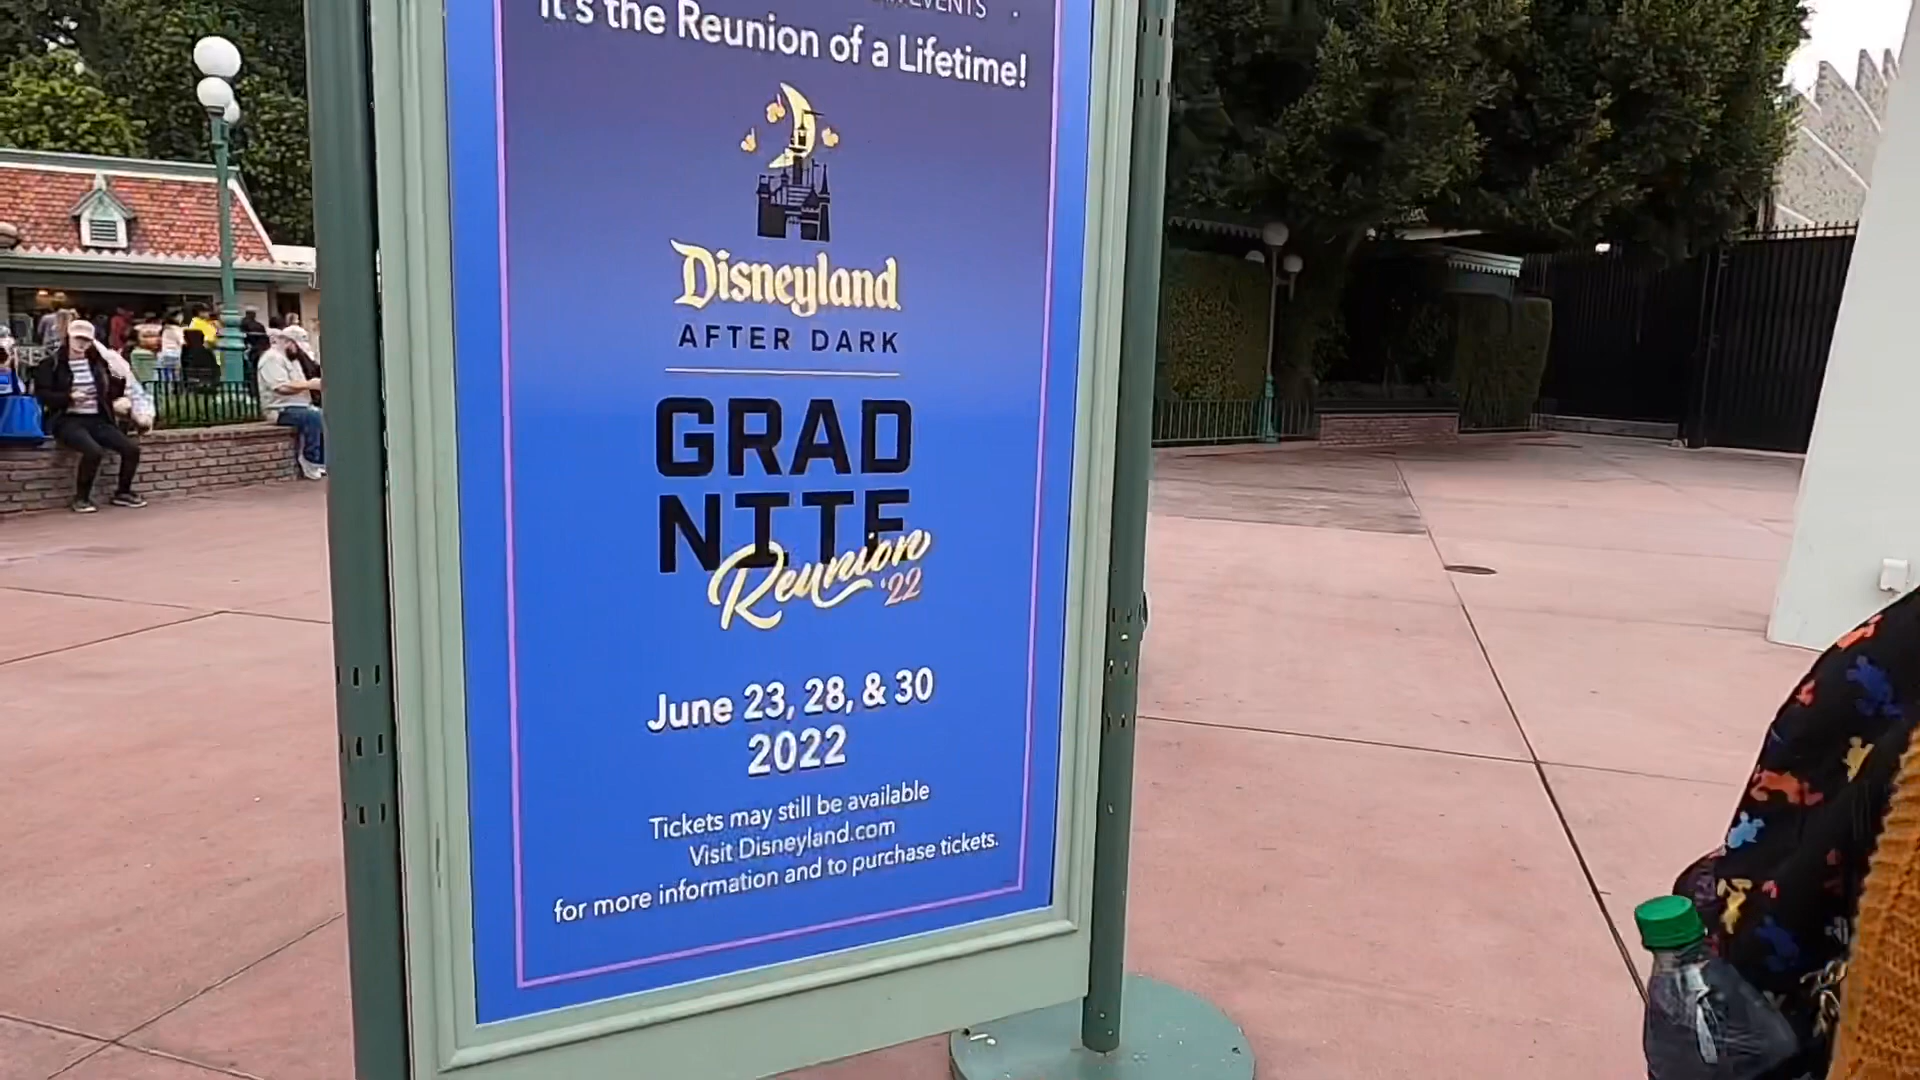 EVENTS
It's the Reunion of a Lifetime!
Disneyland
AFTER DARK
GRAD
NITE
Reunion
'22
June 23, 28, & 30
2022
Tickets may still be available
Visit Disneyland.com
for more information and to purchase tickets.